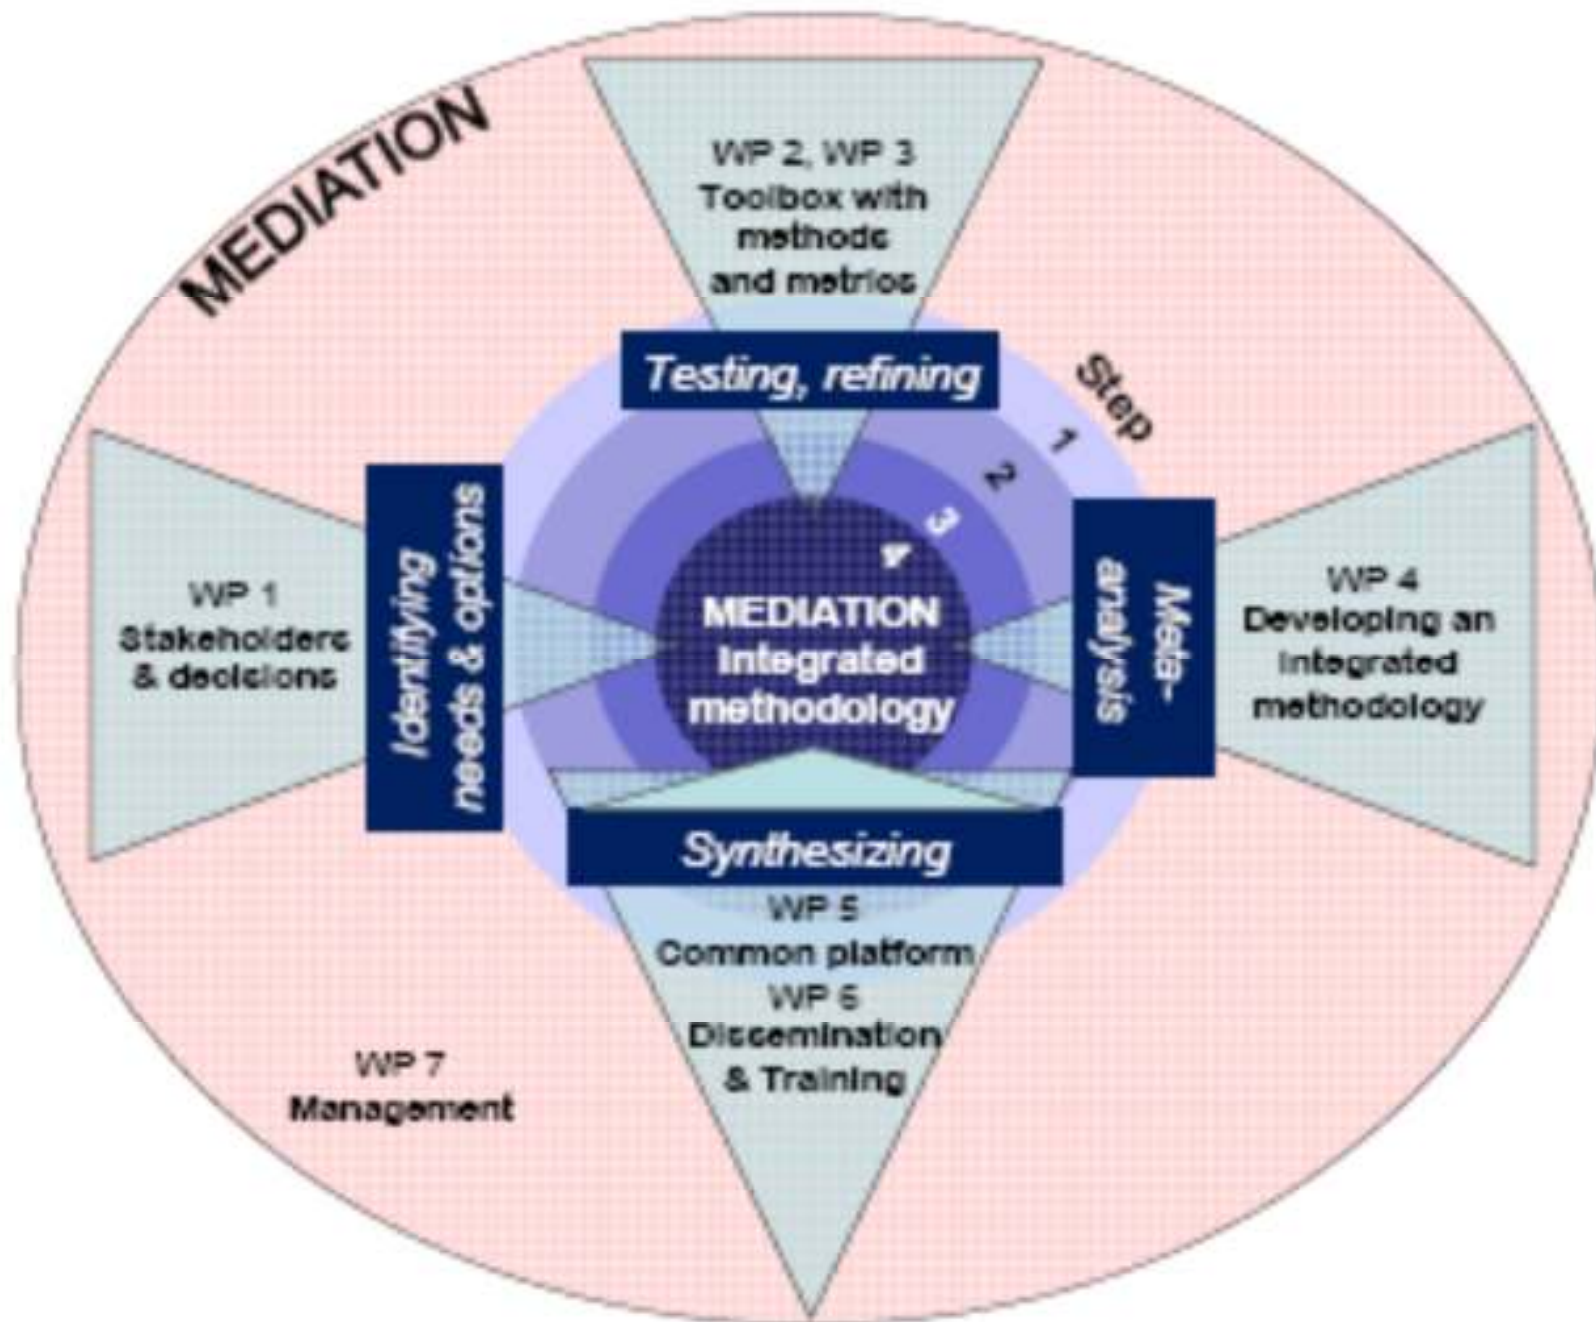 MEDIATION
WP 2, WP 3
Toolbox with
methods
and metrics
Testing, refining
Step
1
2
3
4
WP 1
Stakeholders
& decisions
Identifying
needs & options
MEDIATION
Integrated
methodology
Meta-
analysis
WP 4
Developing an
Integrated
methodology
Synthesizing
WP 5
Common platform
WP 6
Dissemination
& Training
WP 7
Management